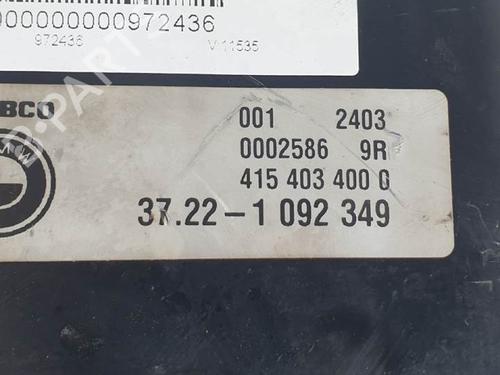 000000000972436
972436 V 11535
BCO
001 2403
0002586 9R
415 403 400 0
37.22-1 092 349